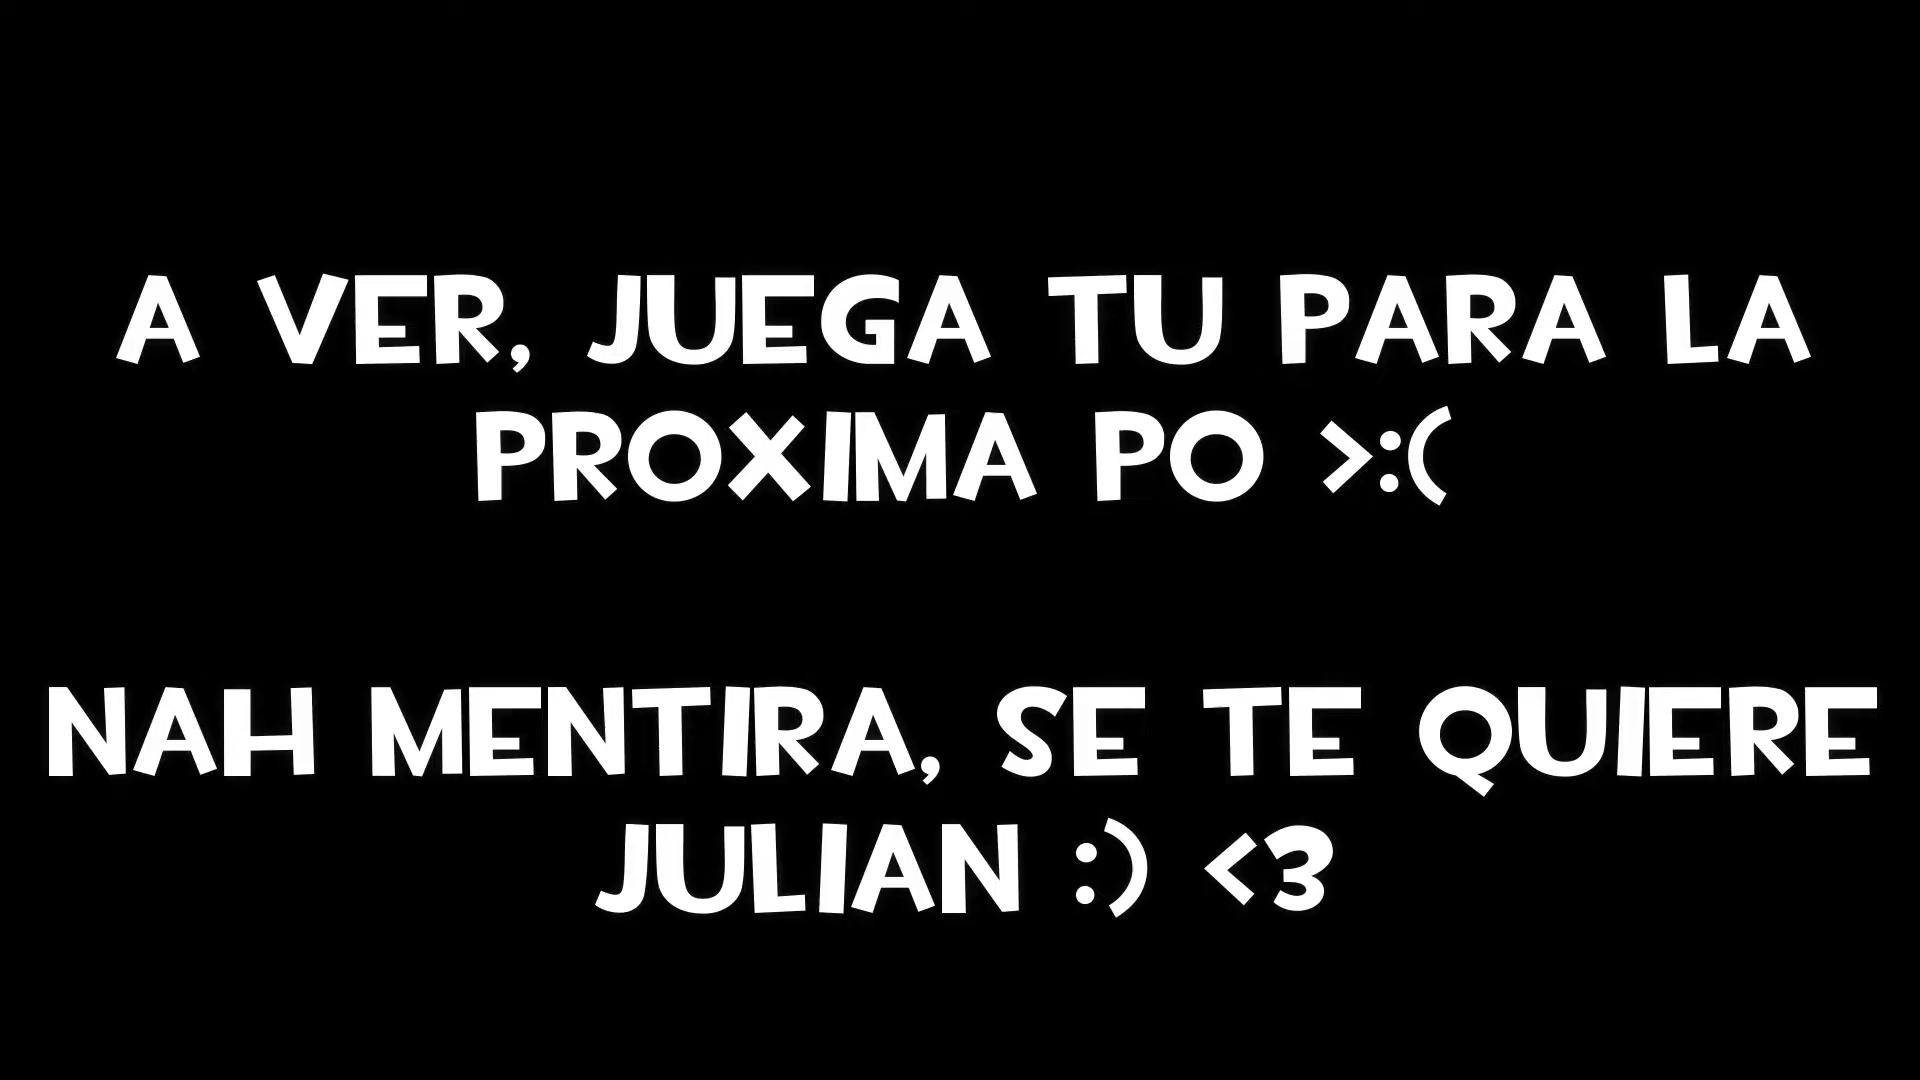 A VER, JUEGA TU PARA LA
PROXIMA PO >:(
NAH MENTIRA, SE TE QUIERE
JULIAN :) <3